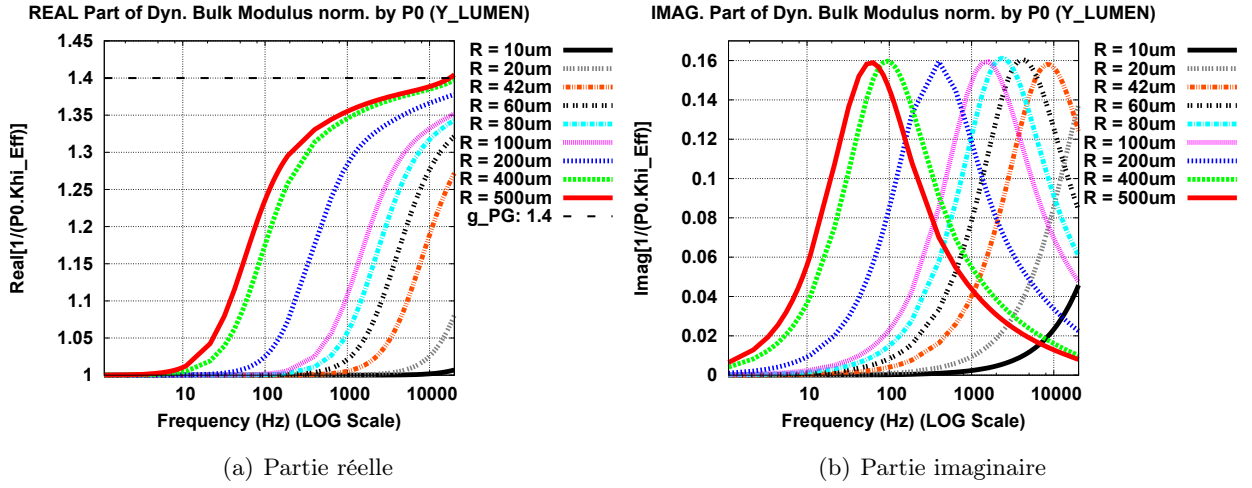 REAL Part of Dyn. Bulk Modulus norm. by P0 (Y_LUMEN)
Real[1/(P0.Khi_Eff)]
1.45
1.4
1.35
1.3
1.25
1.2
1.15
1.1
1.05
1
10
100
1000
10000
Frequency (Hz) (LOG Scale)
R = 10um
R = 20um
R = 42um
R = 60um
R = 80um
R = 100um
R = 200um
R = 400um
R = 500um
g_PG: 1.4
(a) Partie réelle
IMAG. Part of Dyn. Bulk Modulus norm. by P0 (Y_LUMEN)
Imag[1/(P0.Khi_Eff)]
0.16
0.14
0.12
0.1
0.08
0.06
0.04
0.02
0
10
100
1000
10000
Frequency (Hz) (LOG Scale)
R = 10um
R = 20um
R = 42um
R = 60um
R = 80um
R = 100um
R = 200um
R = 400um
R = 500um
(b) Partie imaginaire